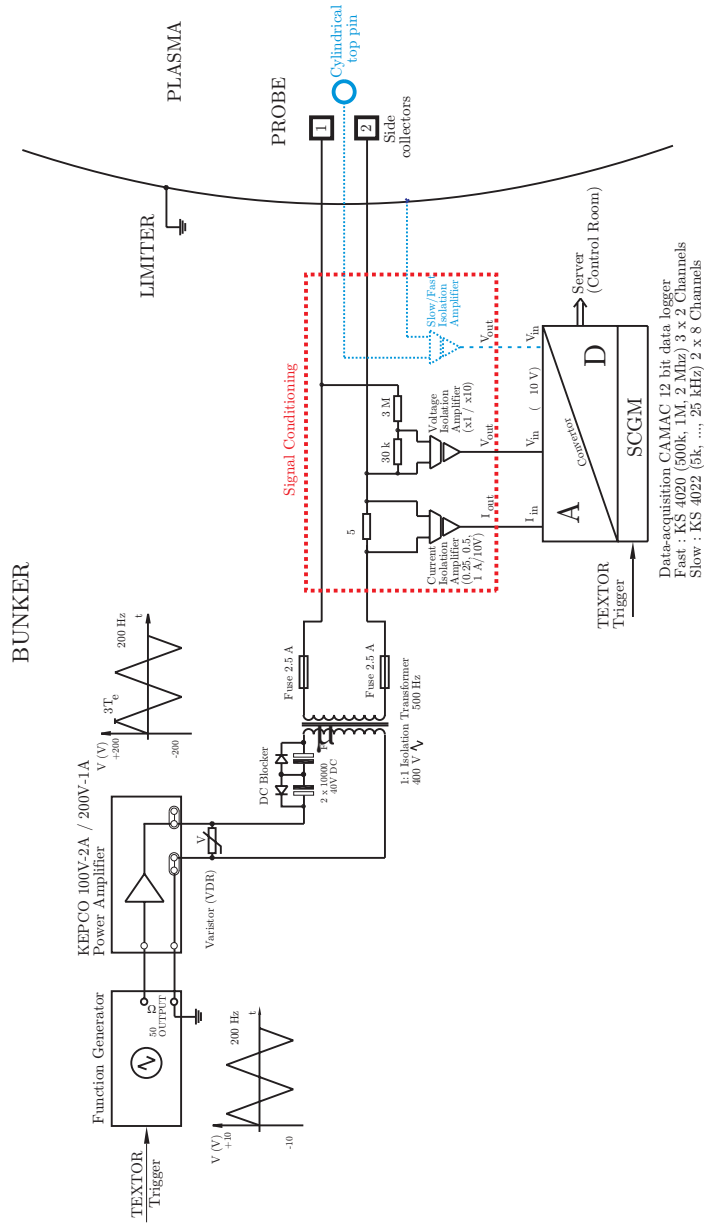 BUNKER
TEXTOR
Trigger
Function Generator
50 Ω
OUTPUT
V (V)
+10
-10
200 Hz
t
KEPCO 100V-2A / 200V-1A
Power Amplifier
Varistor (VDR)
V
V (V)
+200
-200
3Te
200 Hz
t
DC Blocker
2 x 10000
40V DC
1:1 Isolation Transformer
400 V
500 Hz
Fuse 2.5 A
Fuse 2.5 A
Signal Conditioning
5
30 k
3 M
Current
Isolation
Amplifier
(0.25, 0.5,
1 A/10V)
Voltage
Isolation
Amplifier
(x1 / x10)
Slow/Fast
Isolation
Amplifier
Iout
Vout
Vout
Iin
Vin
( 10 V)
Vin
A
Convertor
D
SCGM
TEXTOR
Trigger
Server
(Control Room)
Data-acquisition CAMAC 12 bit data logger
Fast : KS 4020 (500k, 1M, 2 Mhz) 3 x 2 Channels
Slow : KS 4022 (5k, ..., 25 kHz) 2 x 8 Channels
LIMITER
PROBE
PLASMA
1
2
Side
collectors
Cylindrical
top pin